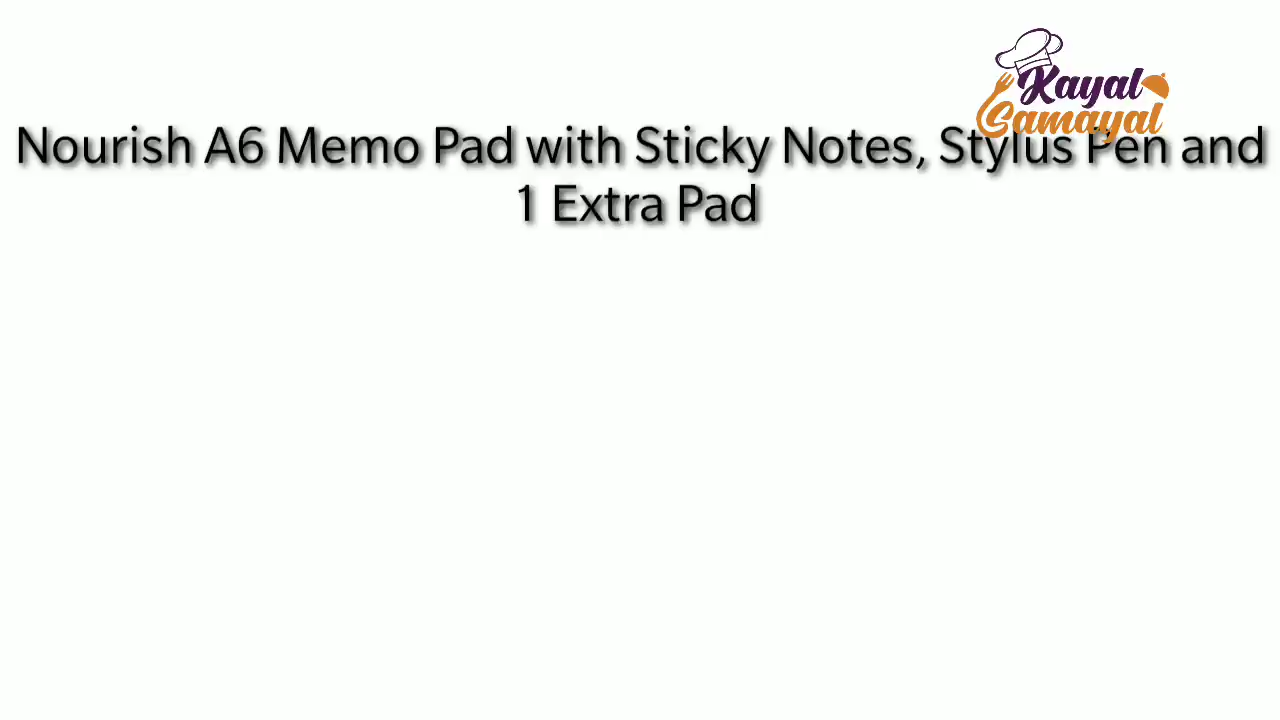 Kayal
Samayal
Nourish A6 Memo Pad with Sticky Notes, Stylus Pen and
1 Extra Pad